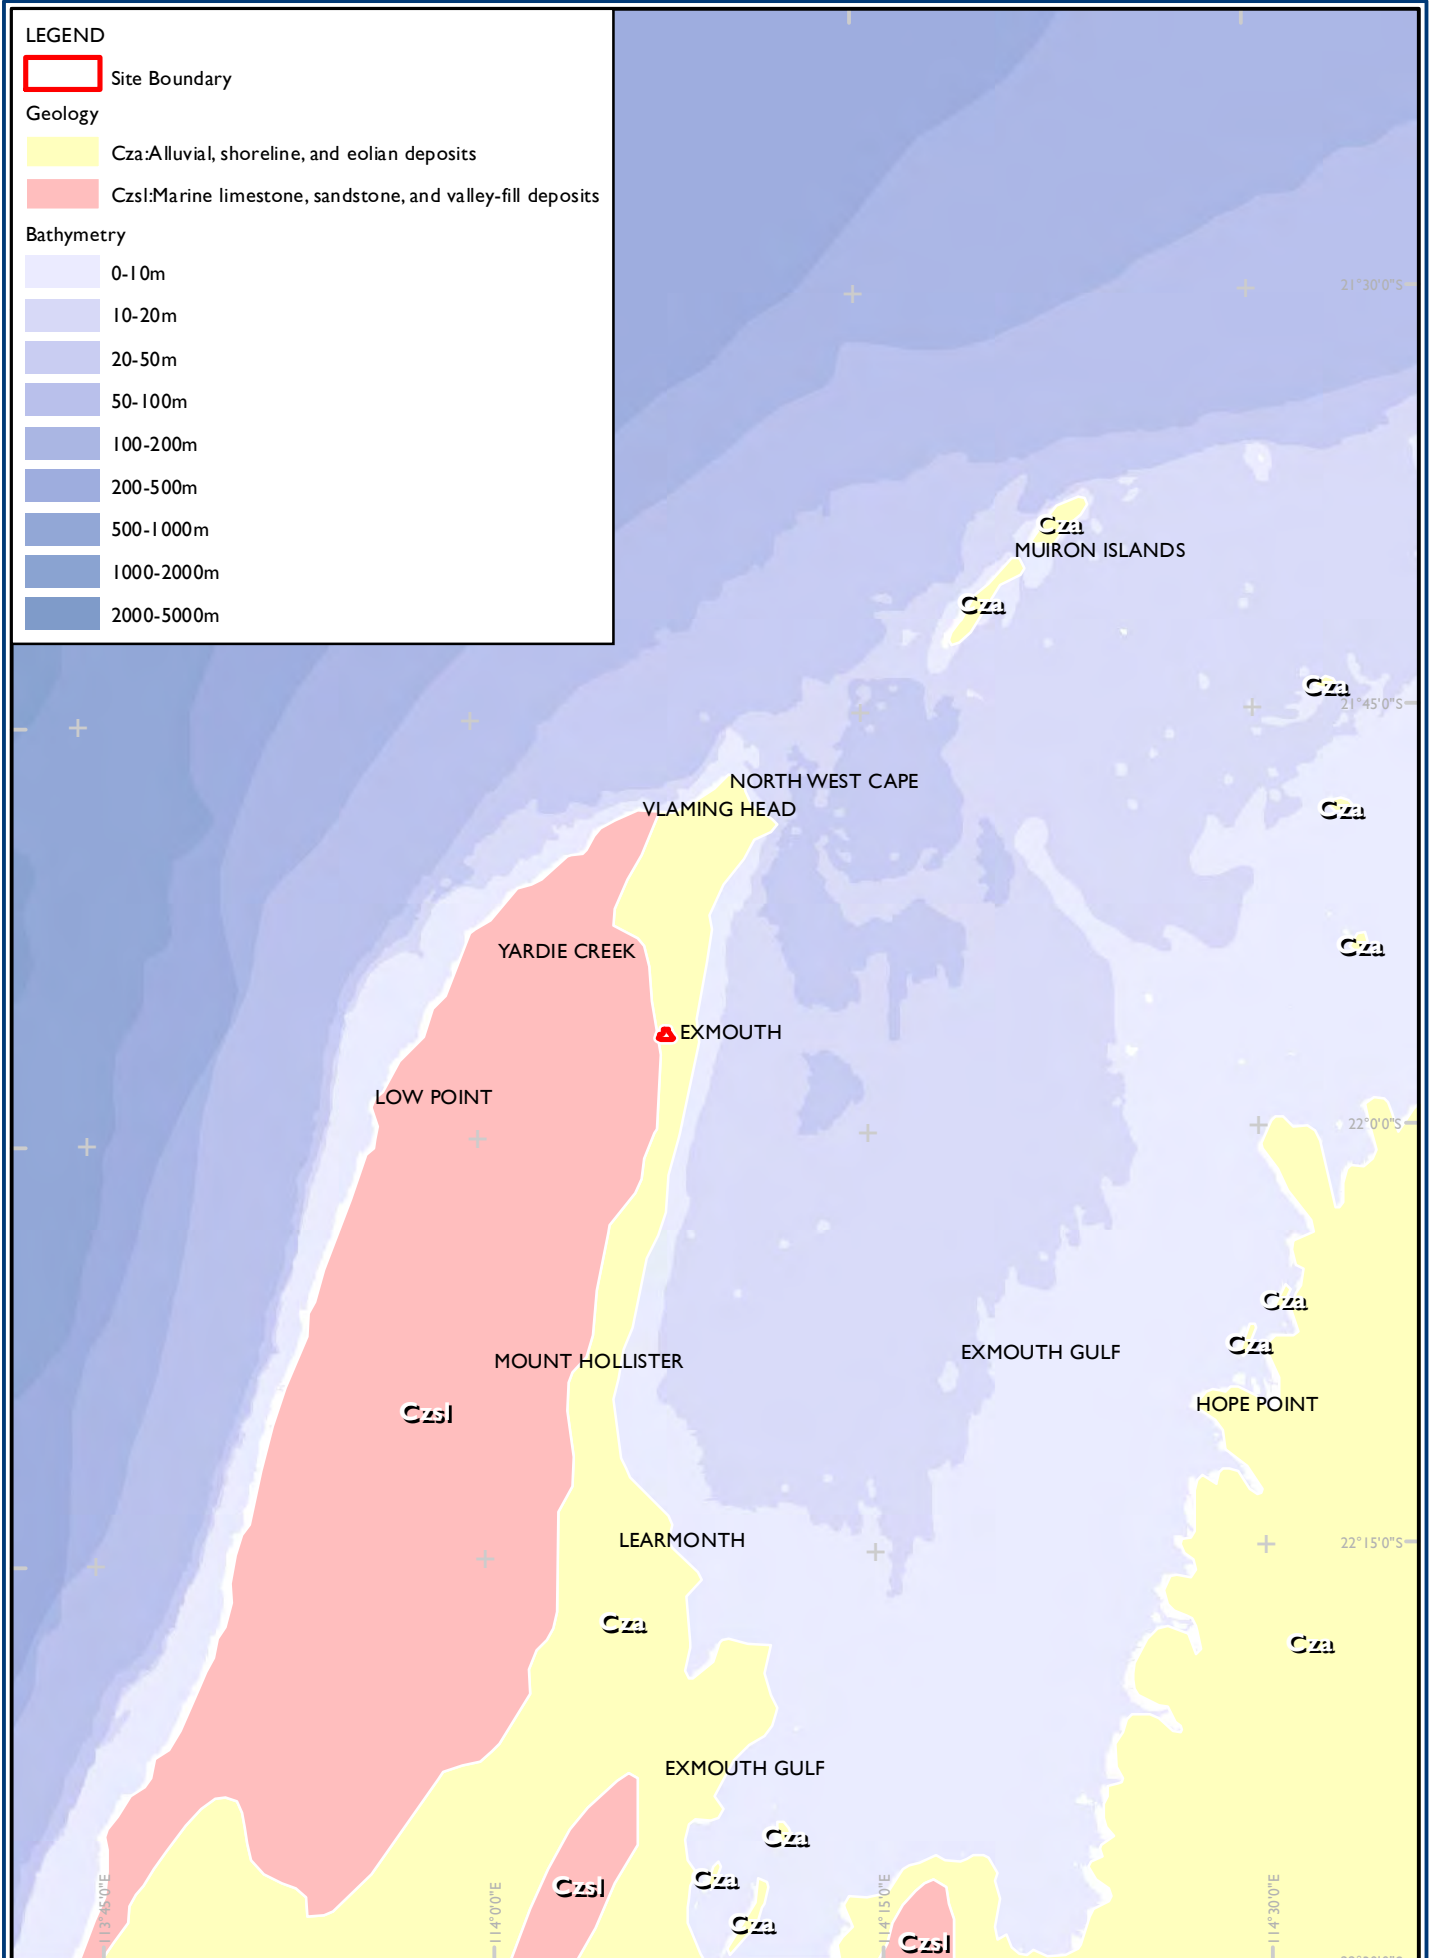 LEGEND
Site Boundary
Geology
Cza:Alluvial, shoreline, and eolian deposits
Czsl:Marine limestone, sandstone, and valley-fill deposits
Bathymetry
0-10m
10-20m
20-50m
50-100m
100-200m
200-500m
500-1000m
1000-2000m
2000-5000m
21°30'0"S
Cza
MUIRON ISLANDS
Cza
Cza
21°45'0"S
NORTH WEST CAPE
VLAMING HEAD
Cza
YARDIE CREEK
Cza
EXMOUTH
LOW POINT
22°0'0"S
Cza
Cza
EXMOUTH GULF
MOUNT HOLLISTER
HOPE POINT
Czsl
LEARMONTH
22°15'0"S
Cza
Cza
EXMOUTH GULF
Cza
Cza
Czsl
Cza
Czsl
113°45'0"E
114°0'0"E
114°15'0"E
114°30'0"E